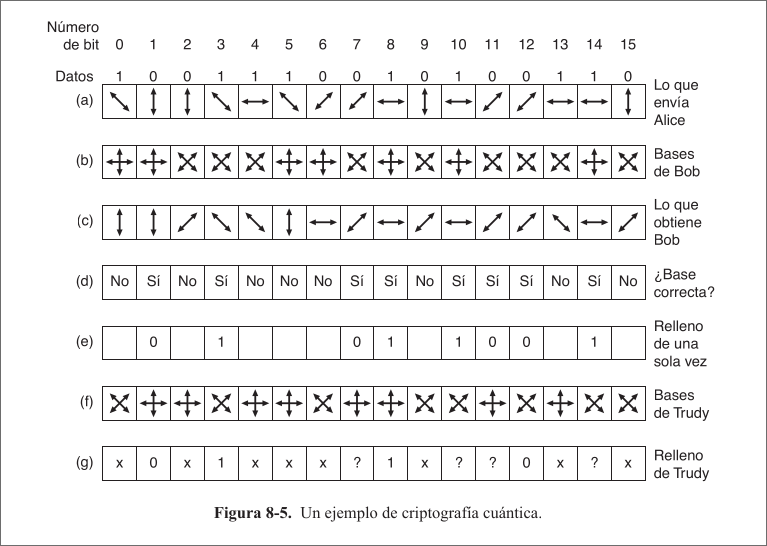 Número
de bit 0 1 2 3 4 5 6 7 8 9 10 11 12 13 14 15
Datos 1 0 0 1 1 1 0 0 1 0 1 0 0 1 1 0
(a) Lo que
envía
Alice
(b) Bases
de Bob
(c) Lo que
obtiene
Bob
(d) No Sí No Sí No No No Sí Sí No Sí Sí Sí No Sí No ¿Base
correcta?
(e) 0 1 0 1 1 0 0 1 Relleno
de una
sola vez
(f) Bases
de Trudy
(g) x 0 x 1 x x x ? 1 x ? ? 0 x ? x Relleno
de Trudy
Figura 8-5. Un ejemplo de criptografía cuántica.